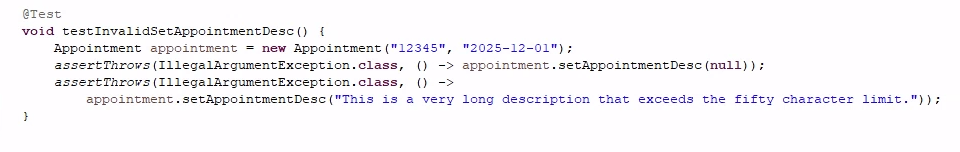 @Test
void testInvalidSetAppointmentDesc() {
    Appointment appointment = new Appointment("12345", "2025-12-01");
    assertThrows(IllegalArgumentException.class, () -> appointment.setAppointmentDesc(null));
    assertThrows(IllegalArgumentException.class, () ->
        appointment.setAppointmentDesc("This is a very long description that exceeds the fifty character limit."));
}